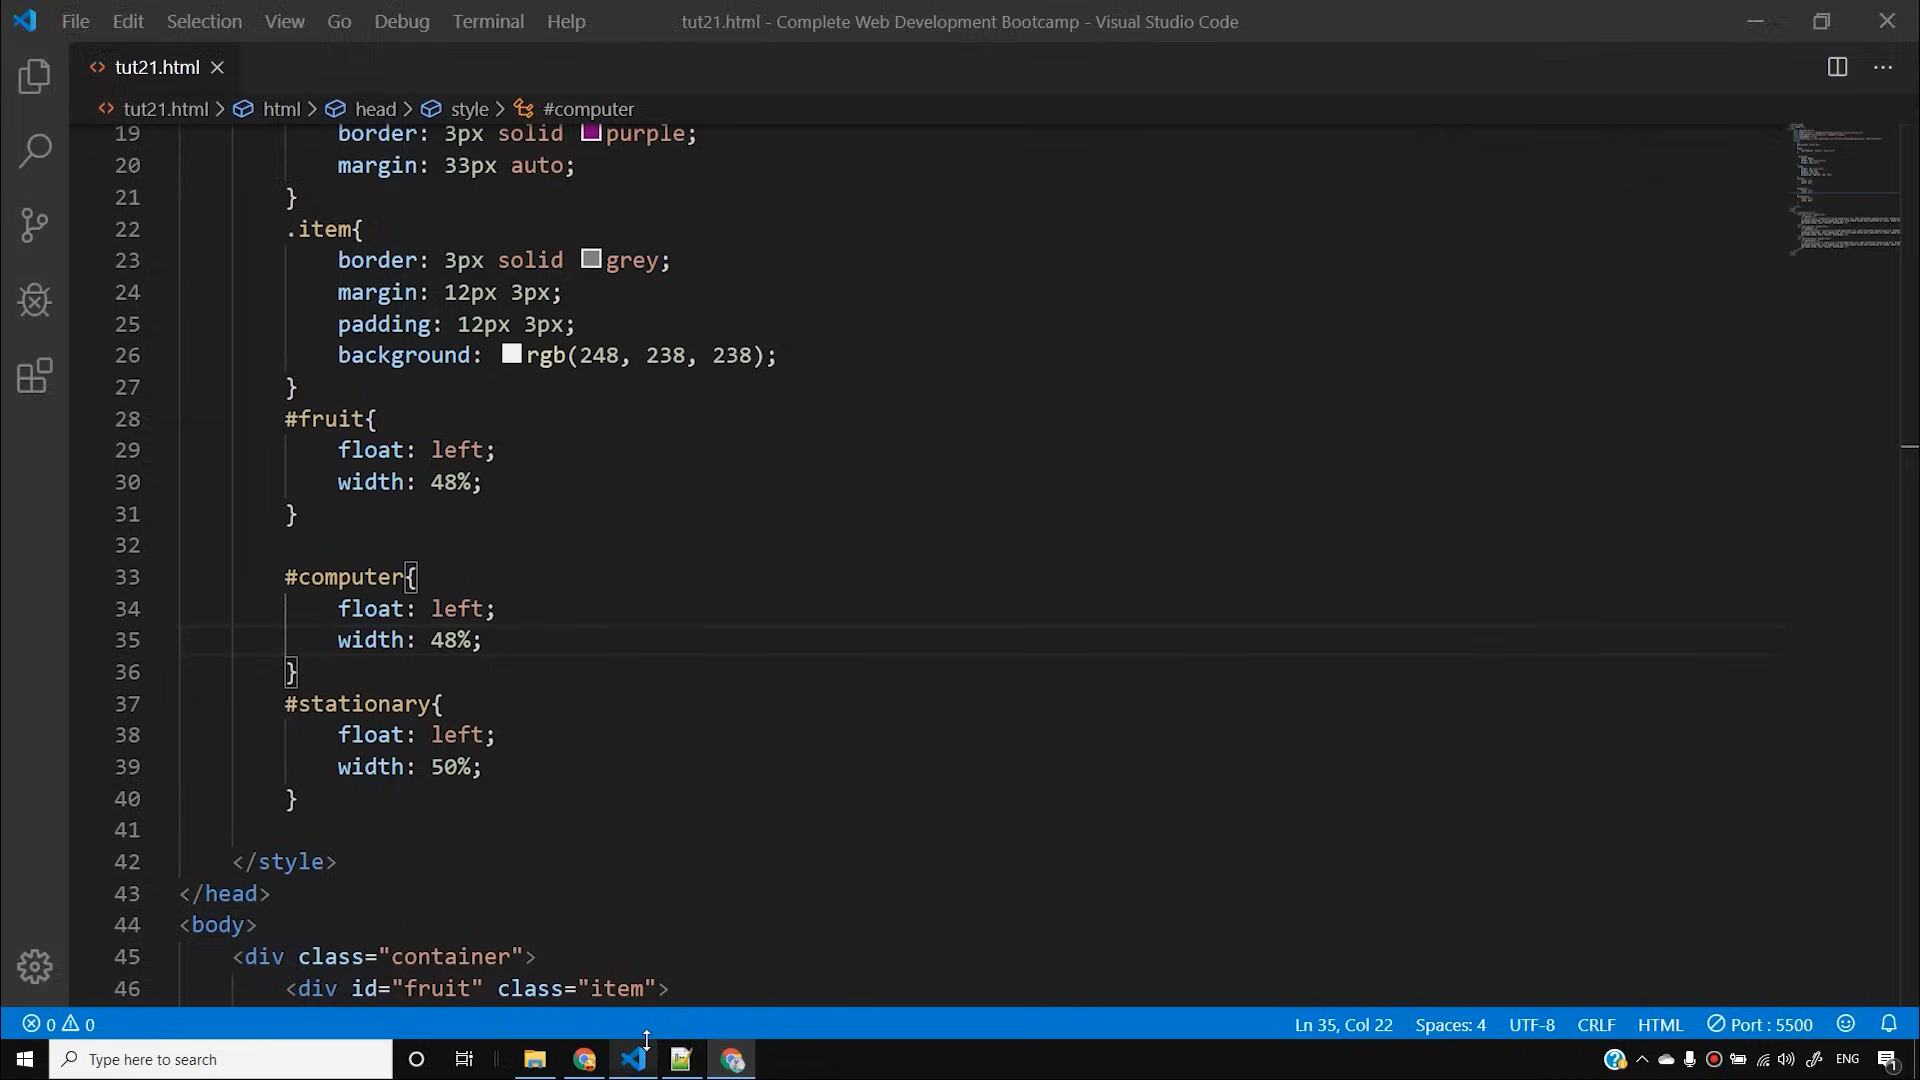 File Edit Selection View Go Debug Terminal Help tut21.html - Complete Web Development Bootcamp - Visual Studio Code
tut21.html
tut21.html > html > head > style > #computer
19 border: 3px solid purple;
20 margin: 33px auto;
21 }
22 .item{
23 border: 3px solid grey;
24 margin: 12px 3px;
25 padding: 12px 3px;
26 background: rgb(248, 238, 238);
27 }
28 #fruit{
29 float: left;
30 width: 48%;
31 }
32
33 #computer{
34 float: left;
35 width: 48%;
36 }
37 #stationary{
38 float: left;
39 width: 50%;
40 }
41
42 </style>
43 </head>
44 <body>
45 <div class="container">
46 <div id="fruit" class="item">
0 0 Ln 35, Col 22 Spaces: 4 UTF-8 CRLF HTML Port : 5500
Type here to search ENG 1